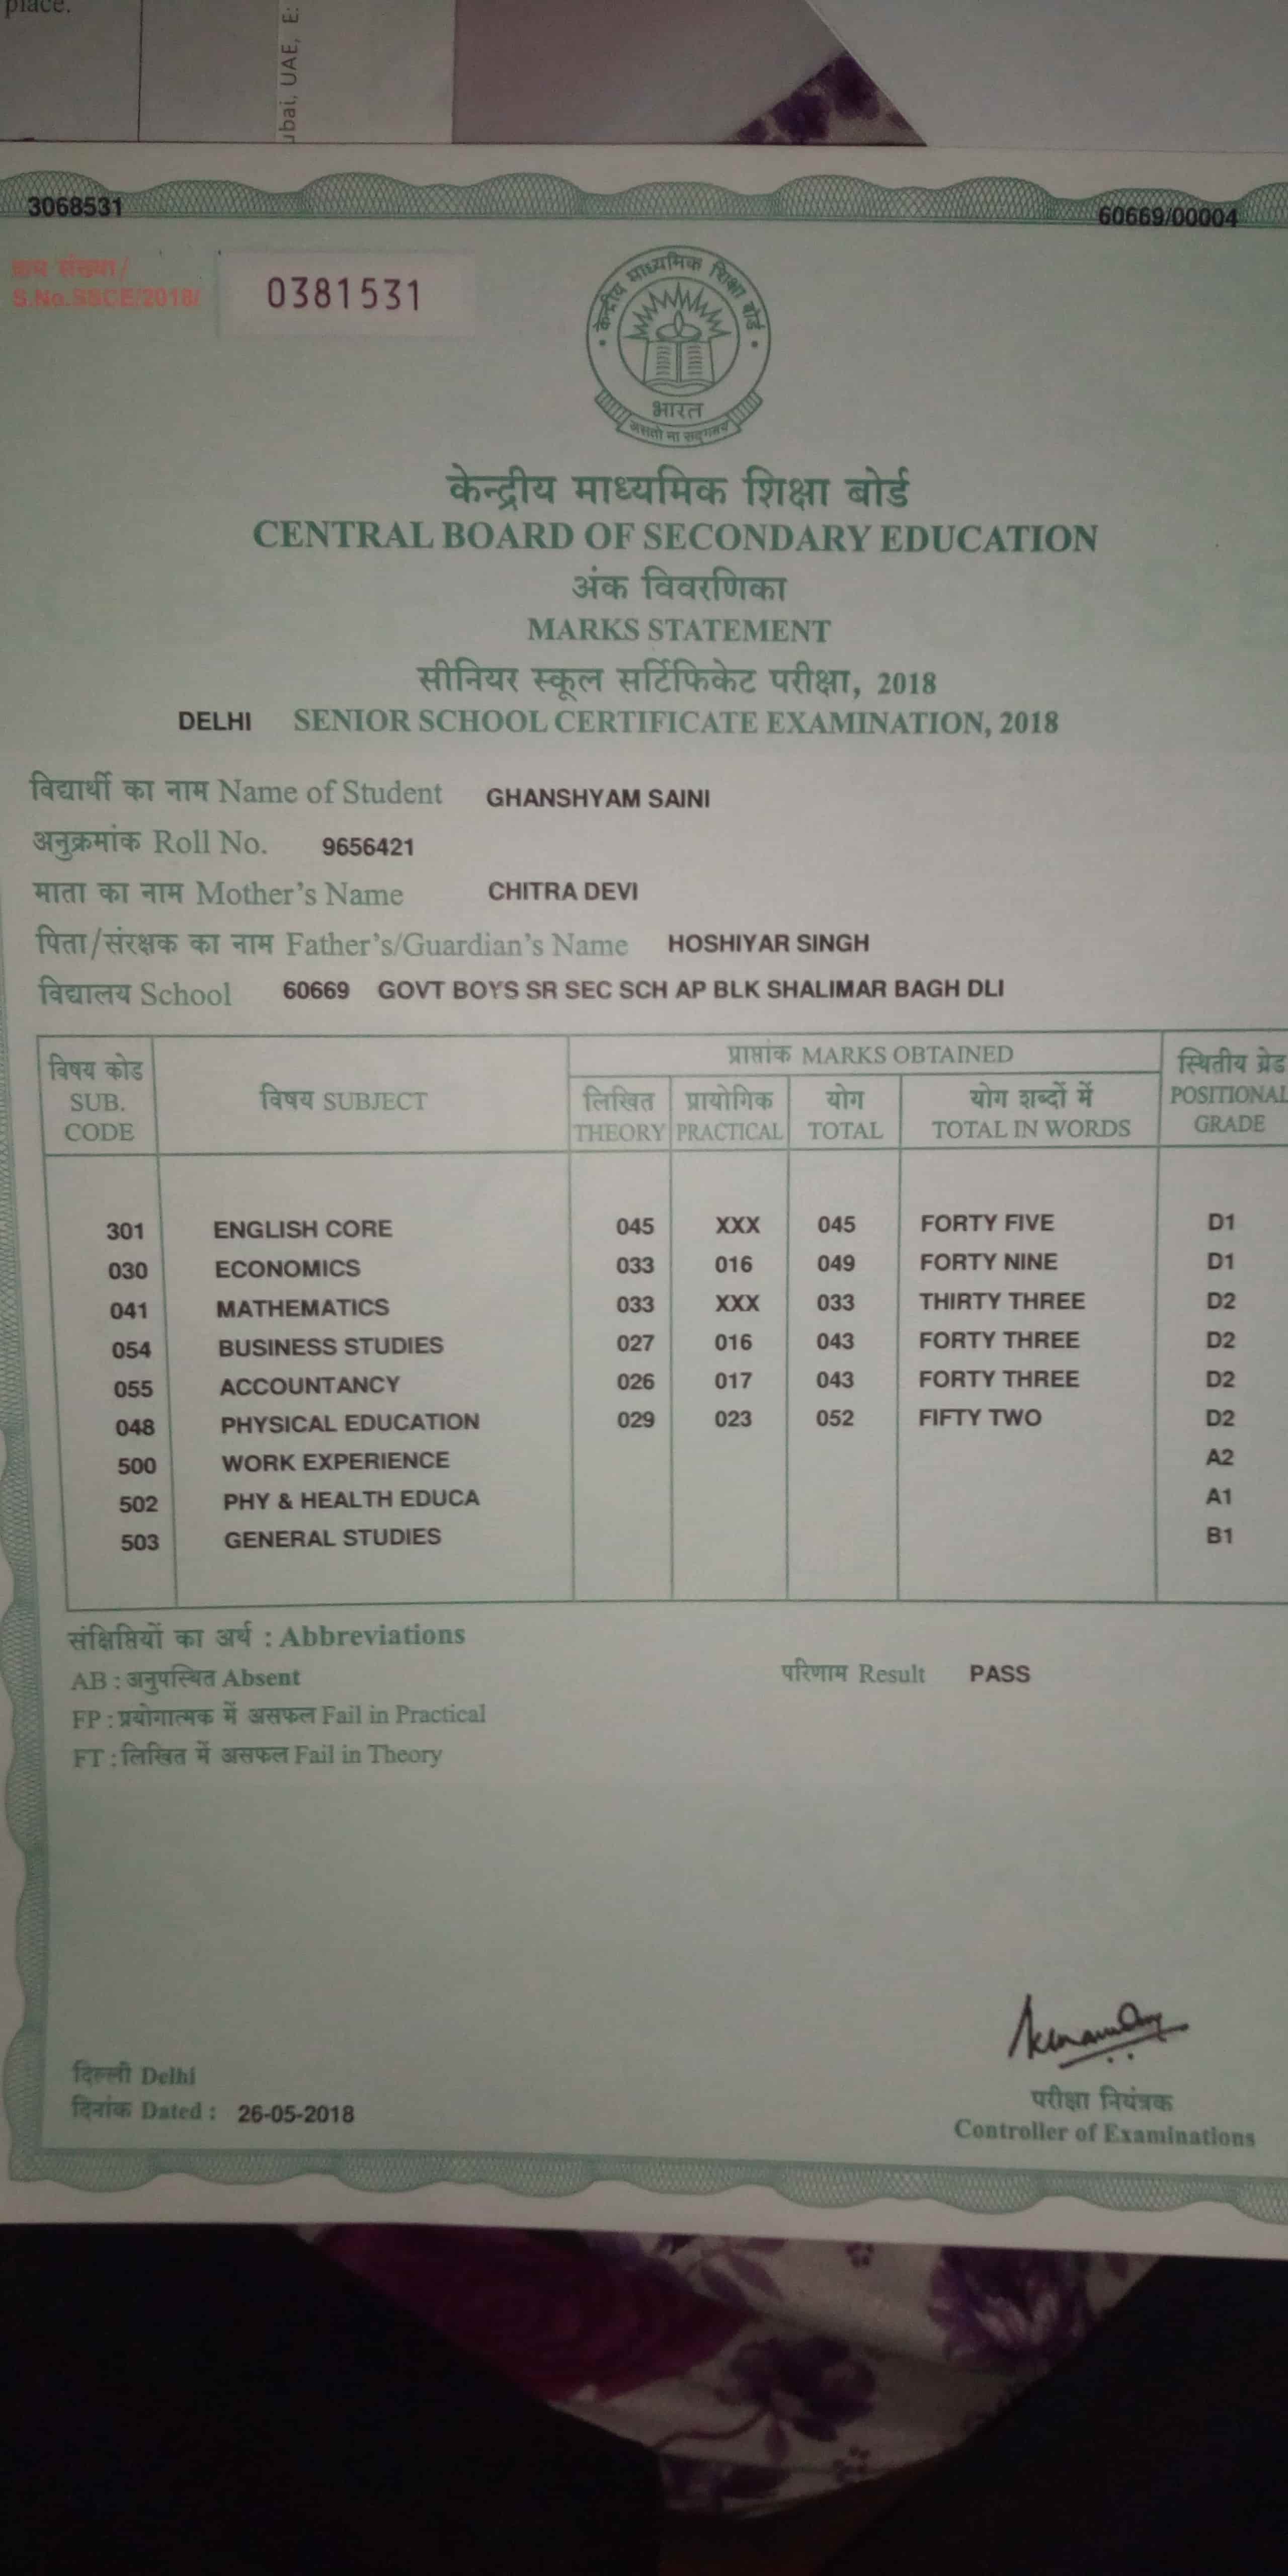 place.
ubai, UAE, E:
3068531
60669/00004
S.No.SSCE/2018/
0381531
केन्द्रीय माध्यमिक शिक्षा बोर्ड
भारत
असतो मा सद्गमय
केन्द्रीय माध्यमिक शिक्षा बोर्ड
CENTRAL BOARD OF SECONDARY EDUCATION
अंक विवरणिका
MARKS STATEMENT
सीनियर स्कूल सर्टिफिकेट परीक्षा, 2018
DELHI SENIOR SCHOOL CERTIFICATE EXAMINATION, 2018
विद्यार्थी का नाम Name of Student GHANSHYAM SAINI
अनुक्रमांक Roll No. 9656421
माता का नाम Mother's Name CHITRA DEVI
पिता/संरक्षक का नाम Father's/Guardian's Name HOSHIYAR SINGH
विद्यालय School 60669 GOVT BOYS SR SEC SCH AP BLK SHALIMAR BAGH DLI
विषय कोड
SUB.
CODE
विषय SUBJECT
प्राप्तांक MARKS OBTAINED
लिखित
THEORY
प्रायोगिक
PRACTICAL
योग
TOTAL
योग शब्दों में
TOTAL IN WORDS
स्थितीय ग्रेड
POSITIONAL
GRADE
301 ENGLISH CORE 045 XXX 045 FORTY FIVE D1
030 ECONOMICS 033 016 049 FORTY NINE D1
041 MATHEMATICS 033 XXX 033 THIRTY THREE D2
054 BUSINESS STUDIES 027 016 043 FORTY THREE D2
055 ACCOUNTANCY 026 017 043 FORTY THREE D2
048 PHYSICAL EDUCATION 029 023 052 FIFTY TWO D2
500 WORK EXPERIENCE A2
502 PHY & HEALTH EDUCA A1
503 GENERAL STUDIES B1
संक्षिप्तियों का अर्थ : Abbreviations
AB : अनुपस्थित Absent
परिणाम Result PASS
FP : प्रयोगात्मक में असफल Fail in Practical
FT : लिखित में असफल Fail in Theory
दिल्ली Delhi
दिनांक Dated : 26-05-2018
परीक्षा नियंत्रक
Controller of Examinations